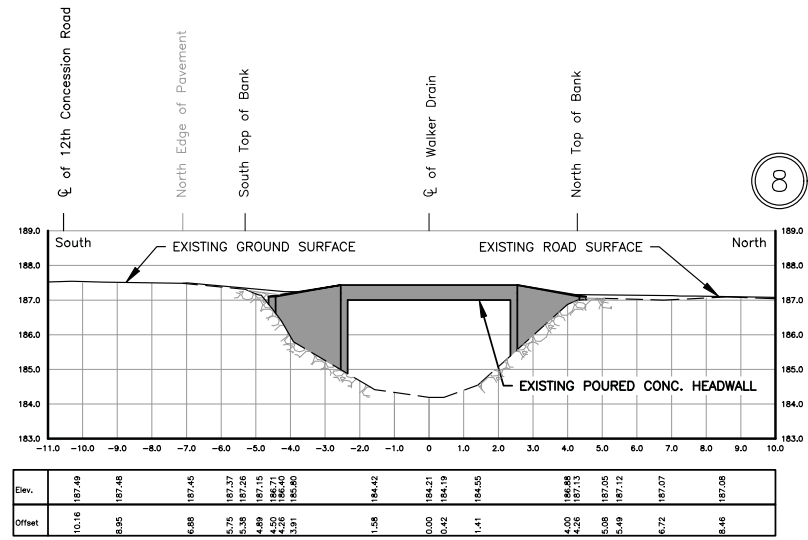 ℄ of 12th Concession Road
North Edge of Pavement
South Top of Bank
℄ of Walker Drain
North Top of Bank
8
189.0 South EXISTING GROUND SURFACE EXISTING ROAD SURFACE North 189.0
188.0 188.0
187.0 187.0
186.0 186.0
185.0 185.0
EXISTING POURED CONC. HEADWALL
184.0 184.0
183.0 183.0
-11.0 -10.0 -9.0 -8.0 -7.0 -6.0 -5.0 -4.0 -3.0 -2.0 -1.0 0 1.0 2.0 3.0 4.0 5.0 6.0 7.0 8.0 9.0 10.0
Elev. 187.49 187.48 187.45 187.37 187.26 187.15 186.71 186.40 185.80 184.42 184.21 184.19 184.55 186.88 187.13 187.05 187.12 187.07 187.08
Offset 10.16 8.95 6.88 5.75 5.38 4.89 4.50 4.26 3.91 1.58 0.00 0.42 1.41 4.00 4.26 5.08 5.49 6.72 8.46